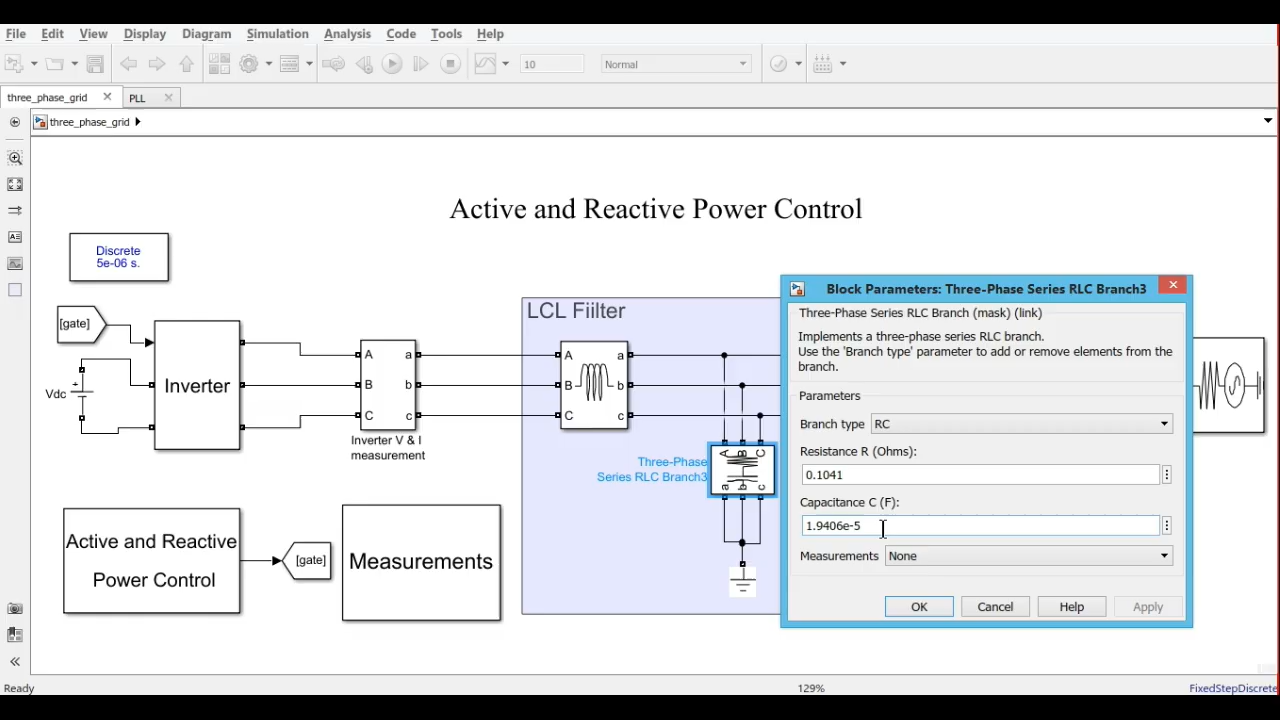 File Edit View Display Diagram Simulation Analysis Code Tools Help
10 Normal
three_phase_grid PLL
three_phase_grid
Active and Reactive Power Control
Discrete
5e-06 s.
[gate]
Vdc
+
Inverter
A a
B b
C c
Inverter V & I
measurement
LCL Fiilter
A a
B b
C c
Three-Phase
Series RLC Branch3
A B C
a b c
Active and Reactive
Power Control
[gate]
Measurements
Block Parameters: Three-Phase Series RLC Branch3
Three-Phase Series RLC Branch (mask) (link)
Implements a three-phase series RLC branch.
Use the 'Branch type' parameter to add or remove elements from the
branch.
Parameters
Branch type RC
Resistance R (Ohms):
0.1041
Capacitance C (F):
1.9406e-5
Measurements None
OK Cancel Help Apply
Ready 129% FixedStepDiscrete